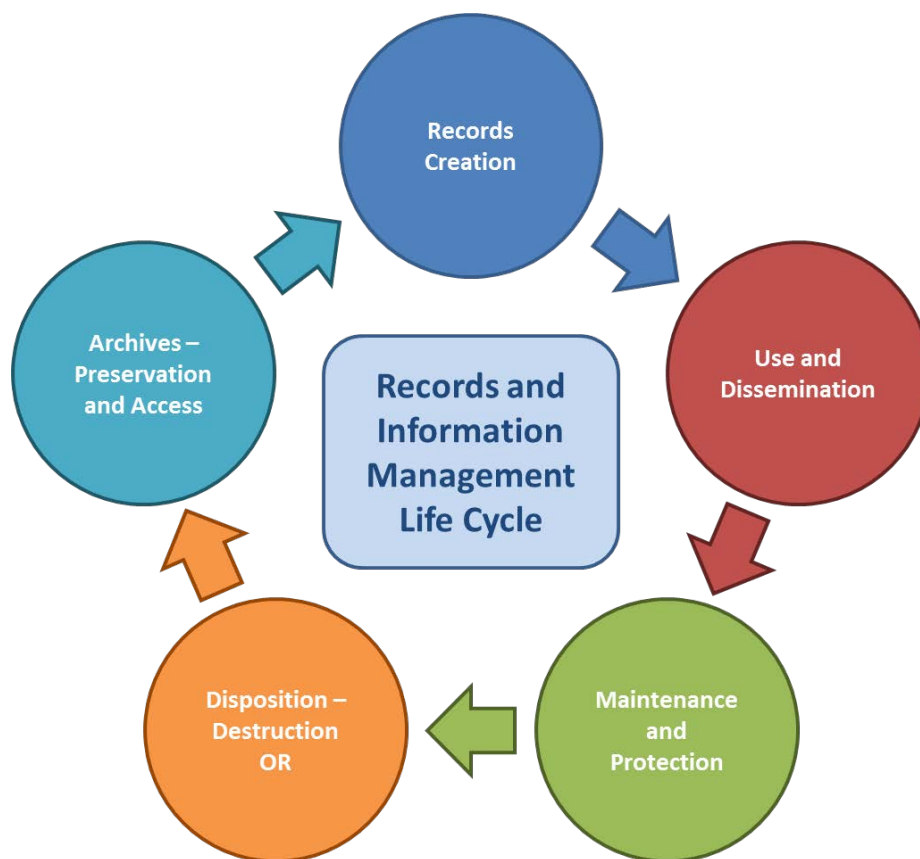 Records
Creation
Use and
Dissemination
Maintenance
and
Protection
Disposition –
Destruction
OR
Archives –
Preservation
and Access
Records and
Information
Management
Life Cycle